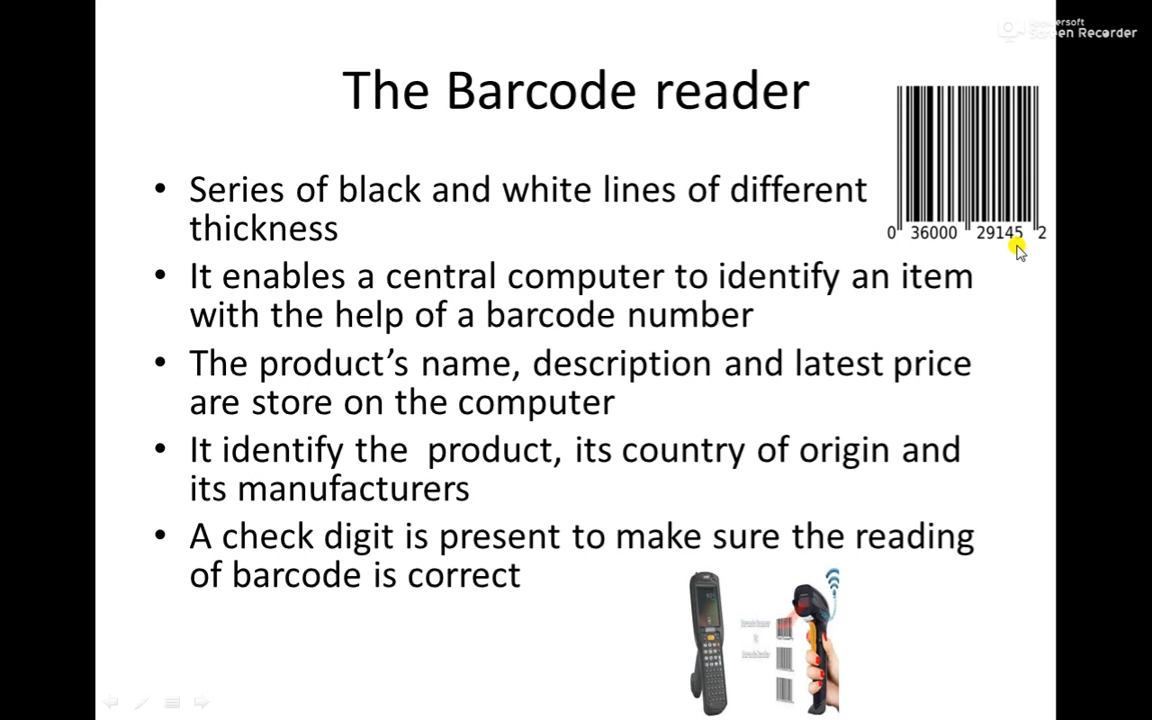 Screen Recorder
The Barcode reader
0 36000 29145 2
• Series of black and white lines of different
thickness
• It enables a central computer to identify an item
with the help of a barcode number
• The product’s name, description and latest price
are store on the computer
• It identify the  product, its country of origin and
its manufacturers
• A check digit is present to make sure the reading
of barcode is correct